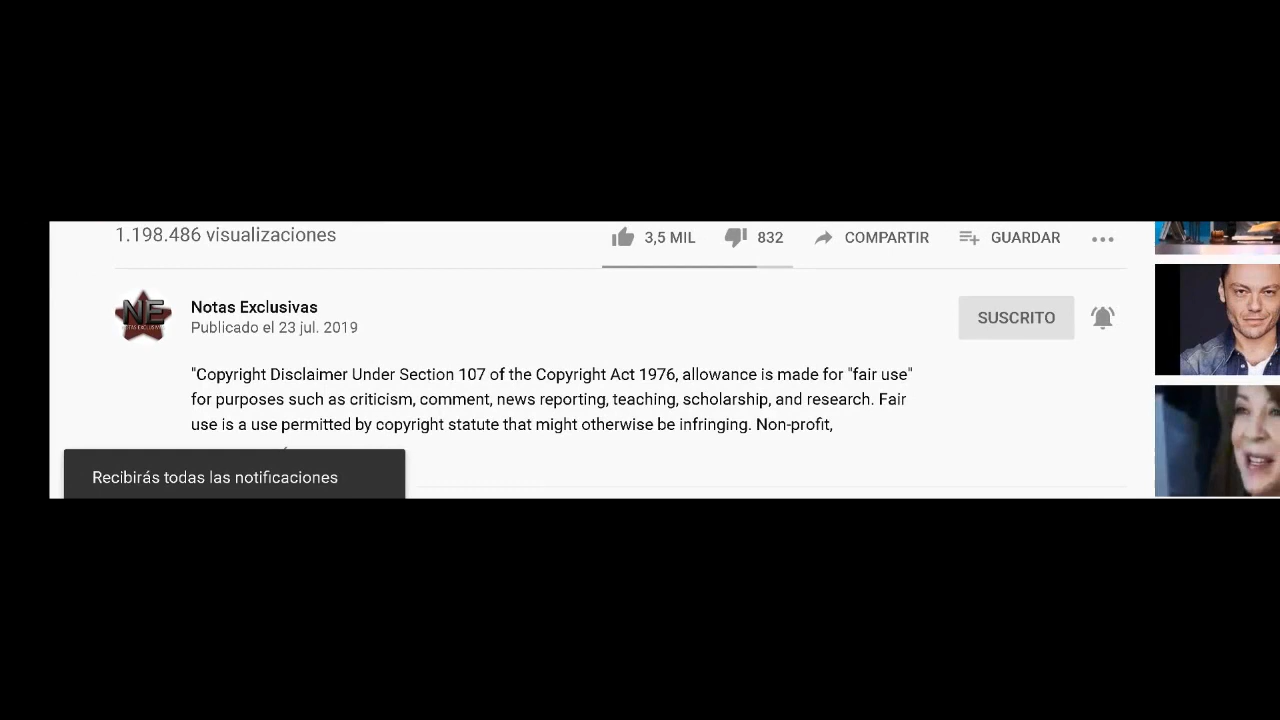 1.198.486 visualizaciones
3,5 MIL
832
COMPARTIR
GUARDAR
NE
Notas Exclusivas
Publicado el 23 jul. 2019
SUSCRITO
"Copyright Disclaimer Under Section 107 of the Copyright Act 1976, allowance is made for "fair use"
for purposes such as criticism, comment, news reporting, teaching, scholarship, and research. Fair
use is a use permitted by copyright statute that might otherwise be infringing. Non-profit,
Recibirás todas las notificaciones